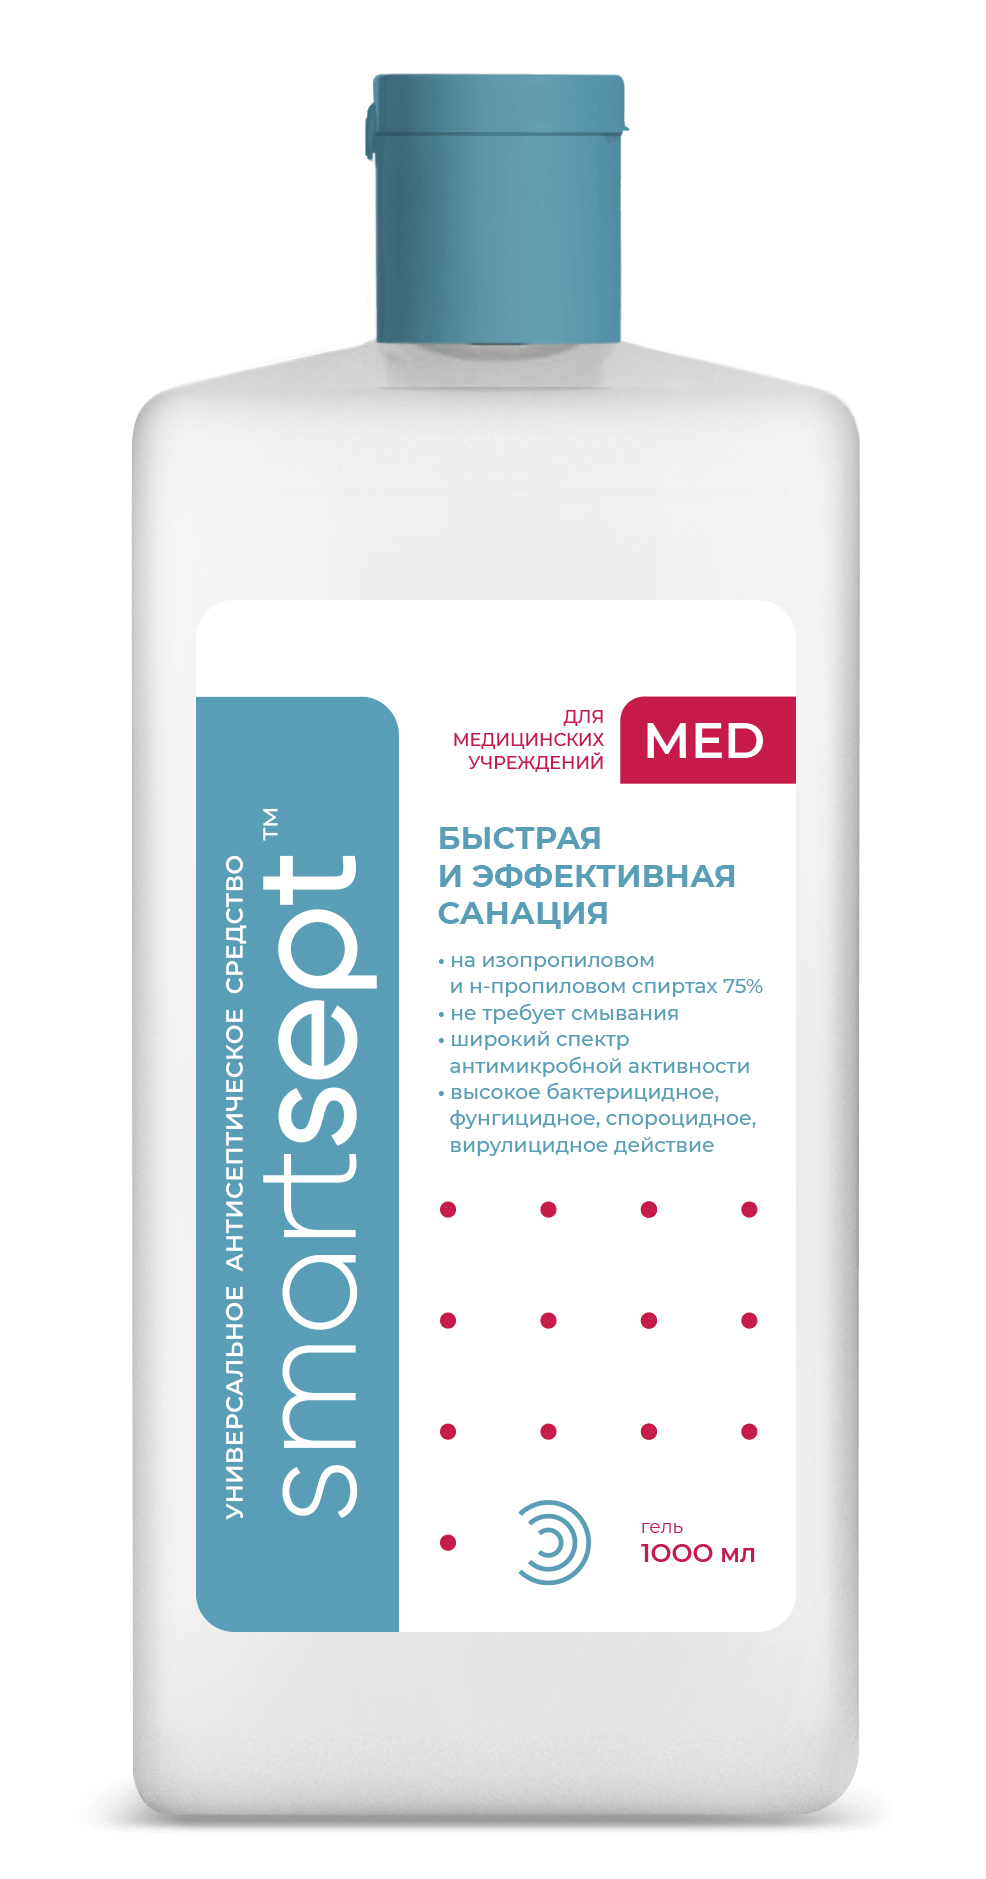 УНИВЕРСАЛЬНОЕ АНТИСЕПТИЧЕСКОЕ СРЕДСТВО
smartsept™
ДЛЯ
МЕДИЦИНСКИХ
УЧРЕЖДЕНИЙ
MED
БЫСТРАЯ
И ЭФФЕКТИВНАЯ
САНАЦИЯ
• на изопропиловом
и н-пропиловом спиртах 75%
• не требует смывания
• широкий спектр
антимикробной активности
• высокое бактерицидное,
фунгицидное, спороцидное,
вирулицидное действие
гель
1000 мл